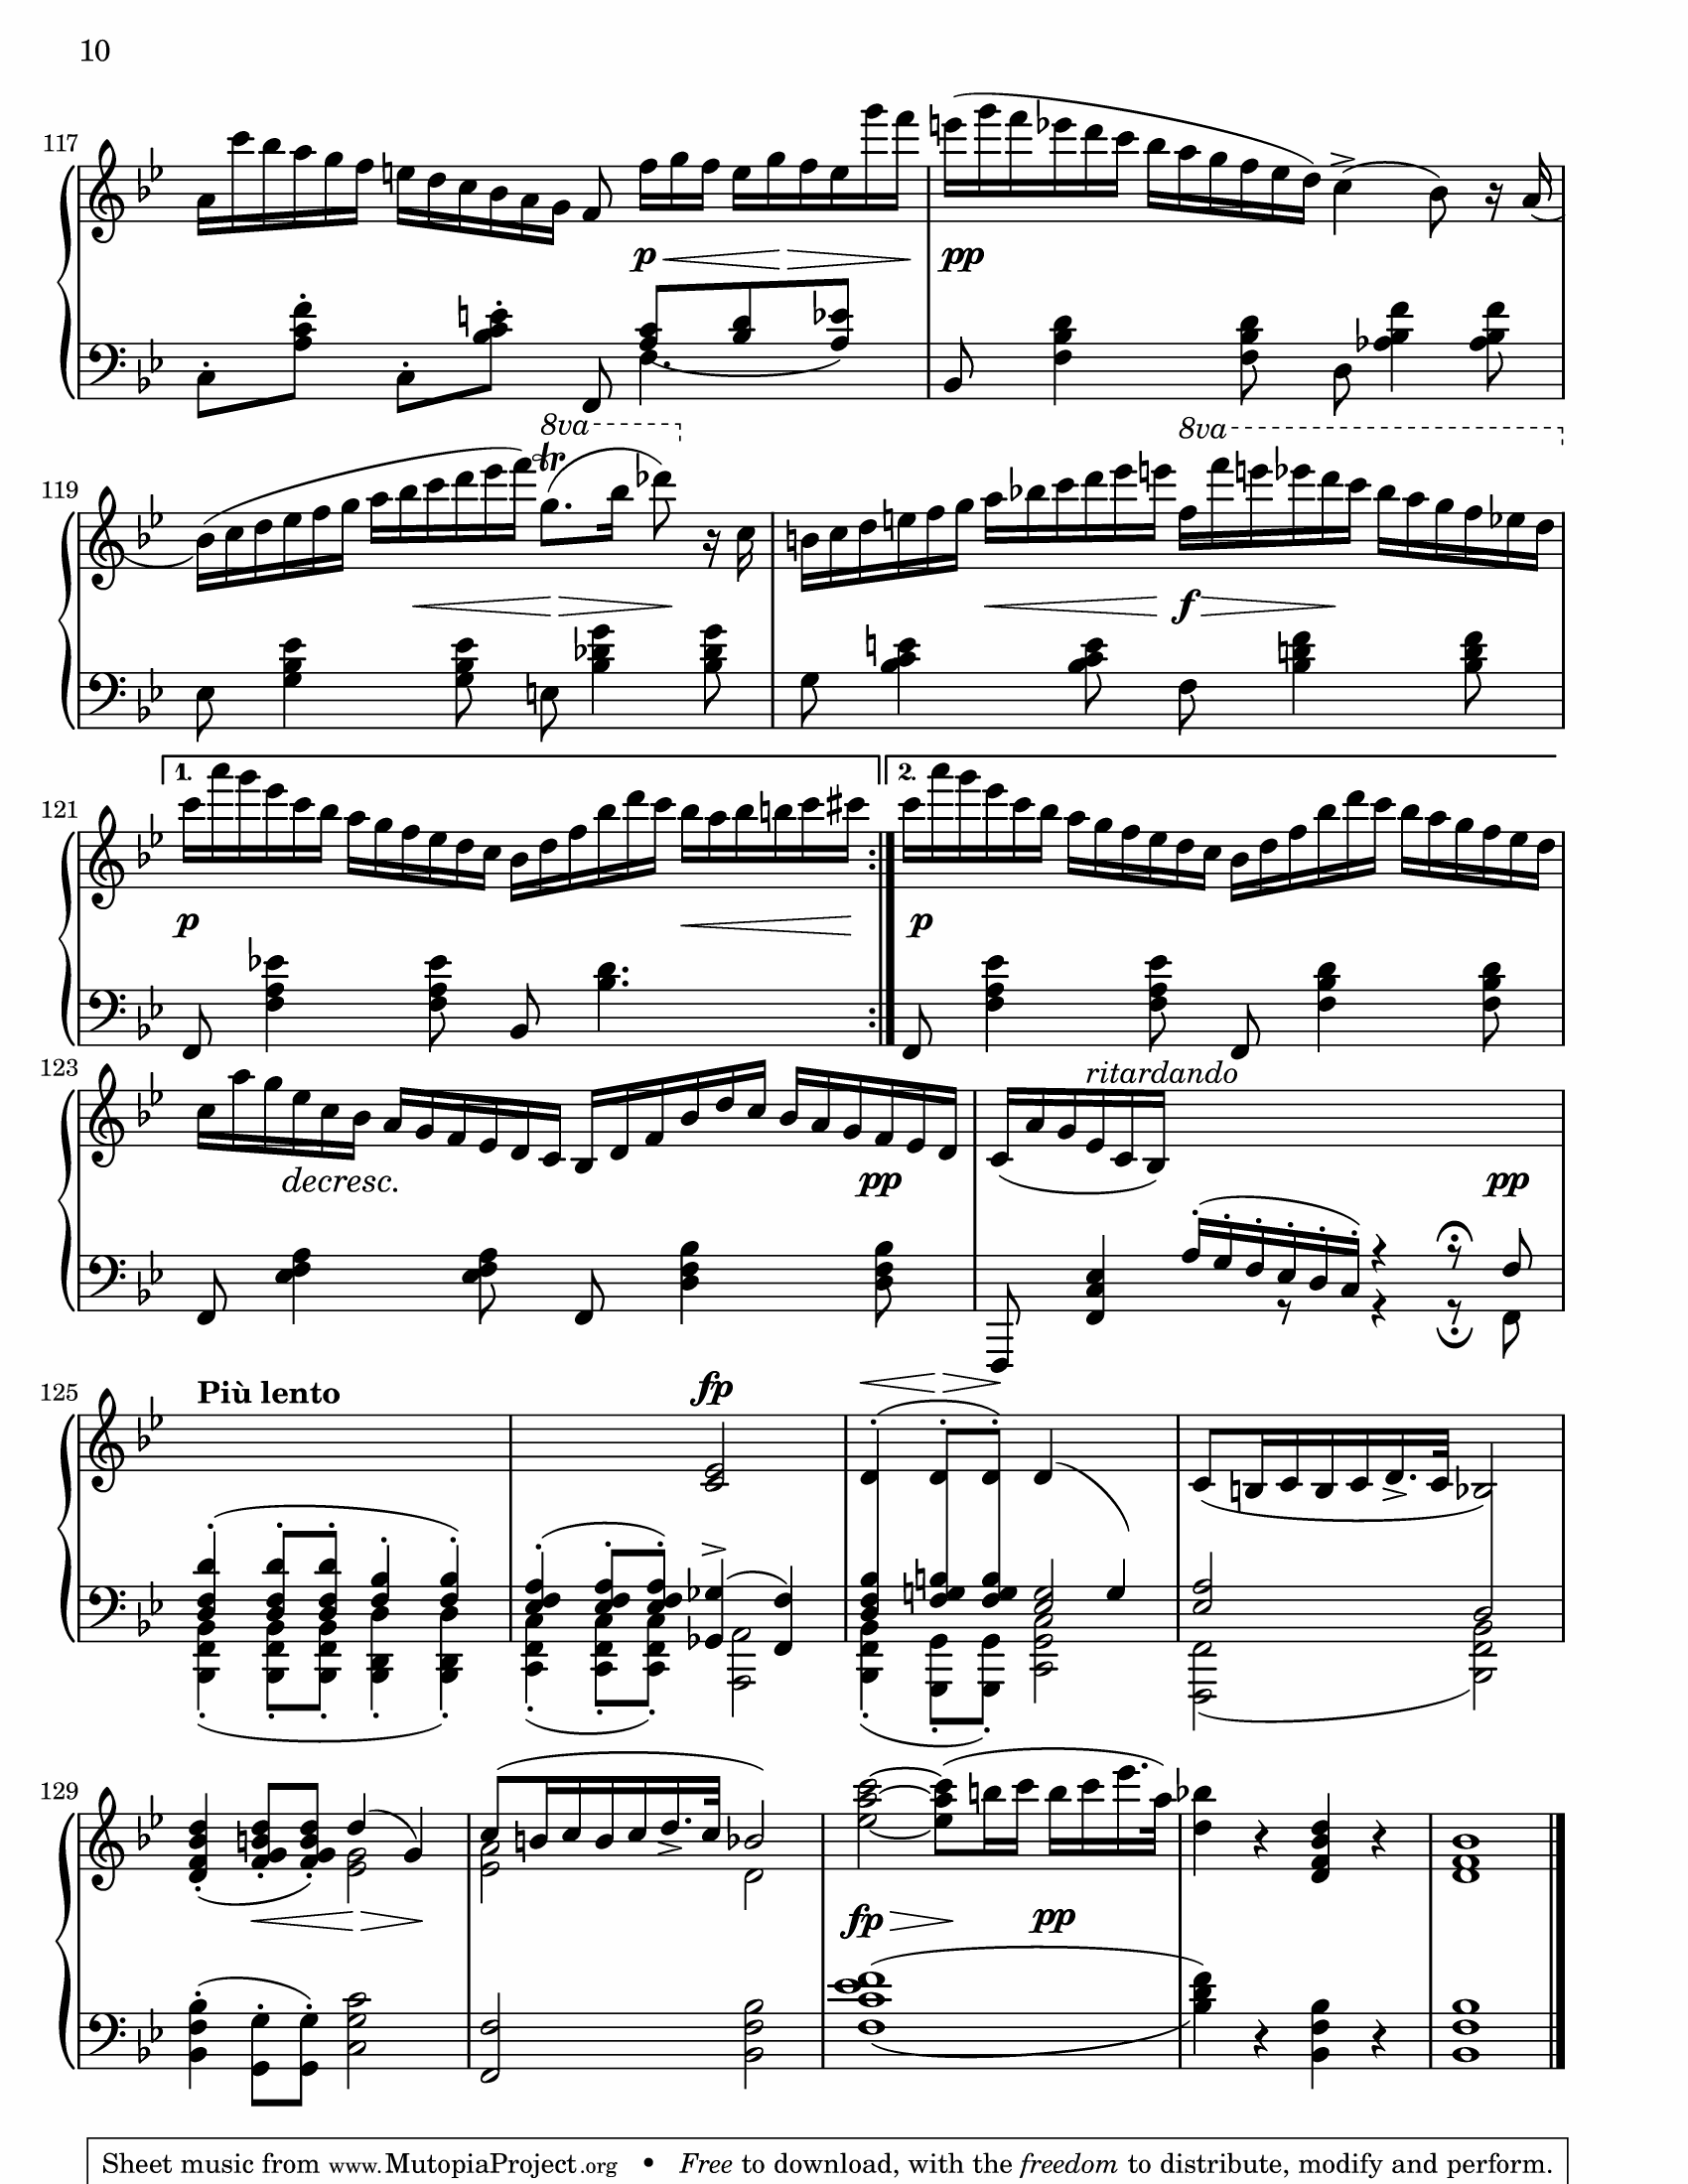 10
117
p
pp
8va
tr
8va
119
f
1.
2.
121
p
p
ritardando
123
decresc.
pp
pp
125
Più lento
fp
129
fp
pp
Sheet music from www.MutopiaProject.org • Free to download, with the freedom to distribute, modify and perform.